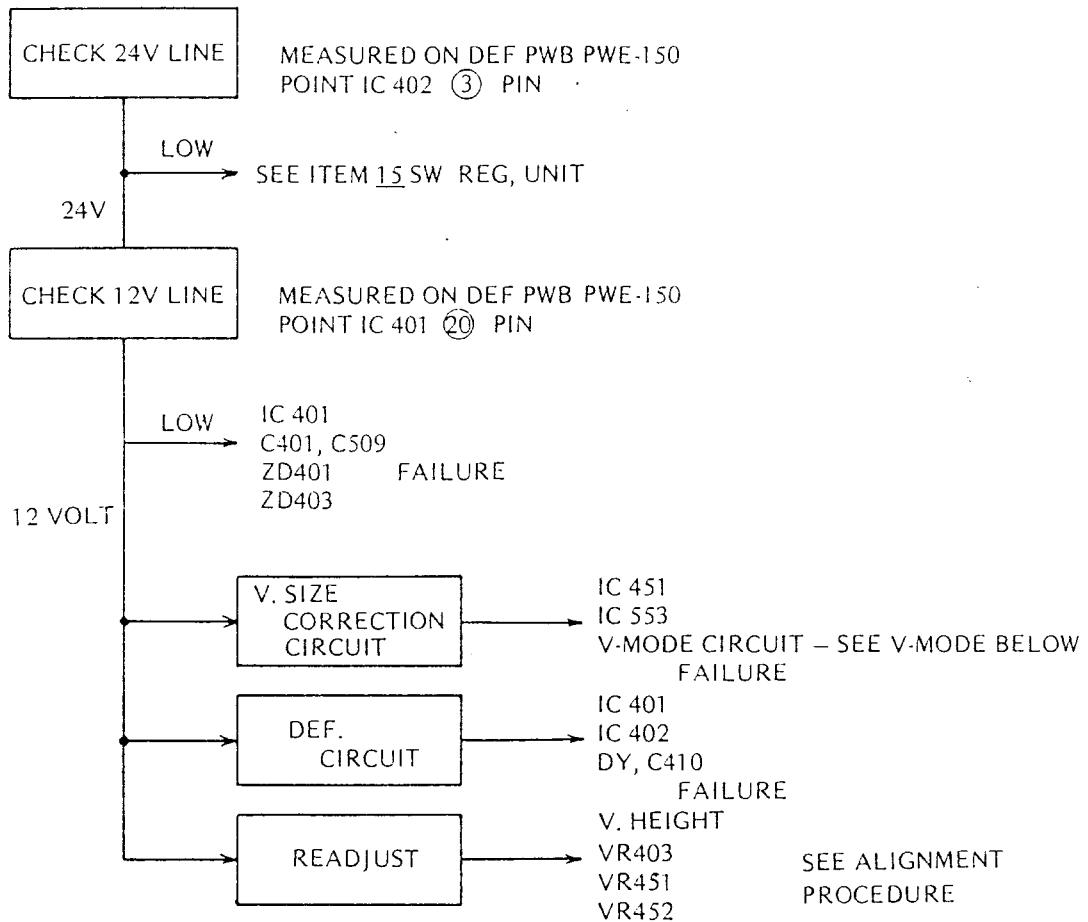 CHECK 24V LINE
MEASURED ON DEF PWB PWE-150
POINT IC 402 ③ PIN
LOW
SEE ITEM 15 SW REG, UNIT
24V
CHECK 12V LINE
MEASURED ON DEF PWB PWE-150
POINT IC 401 ⑳ PIN
LOW
IC 401
C401, C509
ZD401 FAILURE
ZD403
12 VOLT
V. SIZE
CORRECTION
CIRCUIT
IC 451
IC 553
V-MODE CIRCUIT – SEE V-MODE BELOW
FAILURE
DEF.
CIRCUIT
IC 401
IC 402
DY, C410
FAILURE
READJUST
V. HEIGHT
VR403
VR451
VR452
SEE ALIGNMENT
PROCEDURE